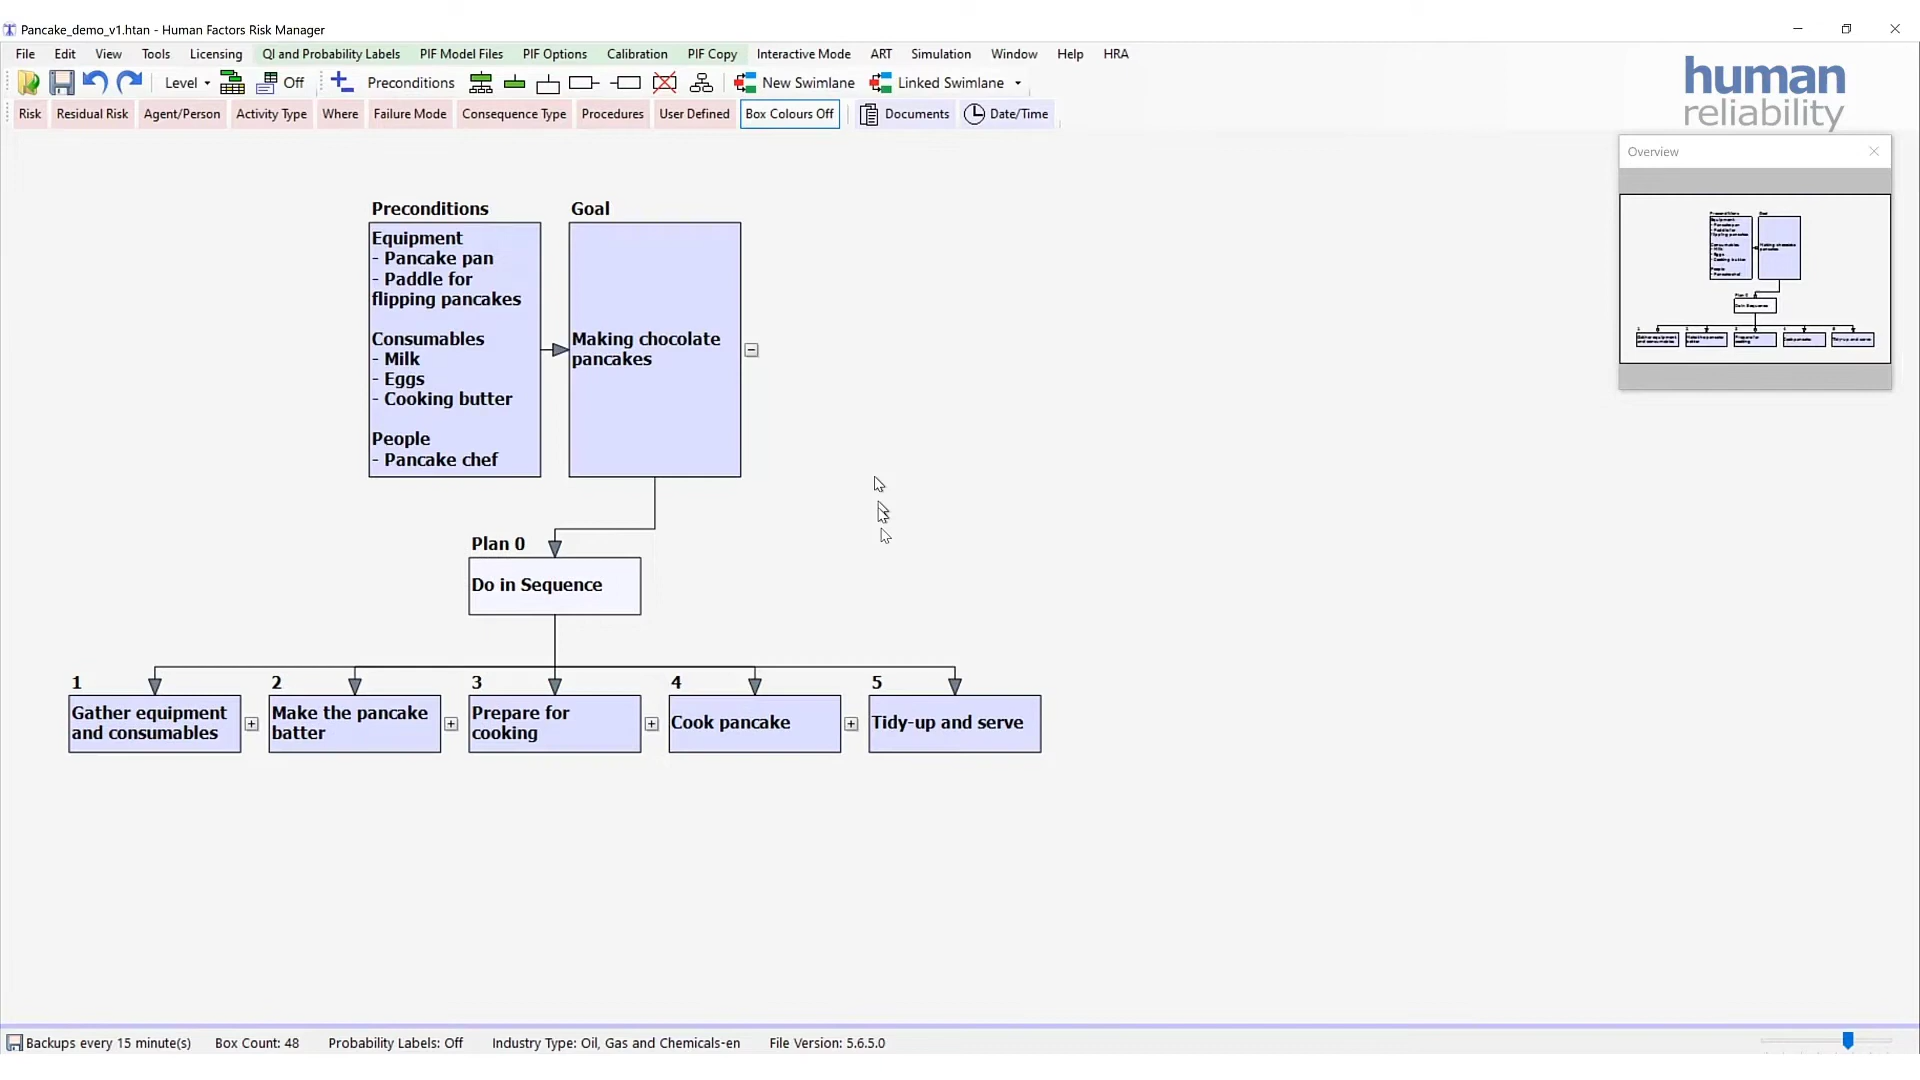 Pancake_demo_v1.htan - Human Factors Risk Manager
File Edit View Tools Licensing QI and Probability Labels PIF Model Files PIF Options Calibration PIF Copy Interactive Mode ART Simulation Window Help HRA
Level Off Preconditions New Swimlane Linked Swimlane
Risk Residual Risk Agent/Person Activity Type Where Failure Mode Consequence Type Procedures User Defined Box Colours Off Documents Date/Time
human
reliability
Overview
Preconditions
Equipment
- Pancake pan
- Paddle for
flipping pancakes
Consumables
- Milk
- Eggs
- Cooking butter
People
- Pancake chef
Goal
Making chocolate
pancakes
Plan 0
Do in Sequence
1
Gather equipment
and consumables
2
Make the pancake
batter
3
Prepare for
cooking
4
Cook pancake
5
Tidy-up and serve
Backups every 15 minute(s) Box Count: 48 Probability Labels: Off Industry Type: Oil, Gas and Chemicals-en File Version: 5.6.5.0